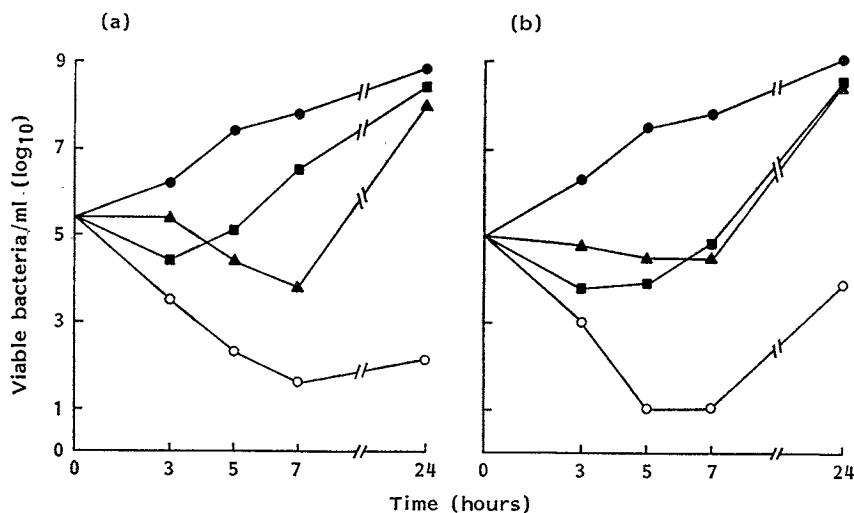 (a)
(b)
Viable bacteria/ml.(log10)
9
7
5
3
1
0
0 3 5 7 24
0 3 5 7 24
Time (hours)